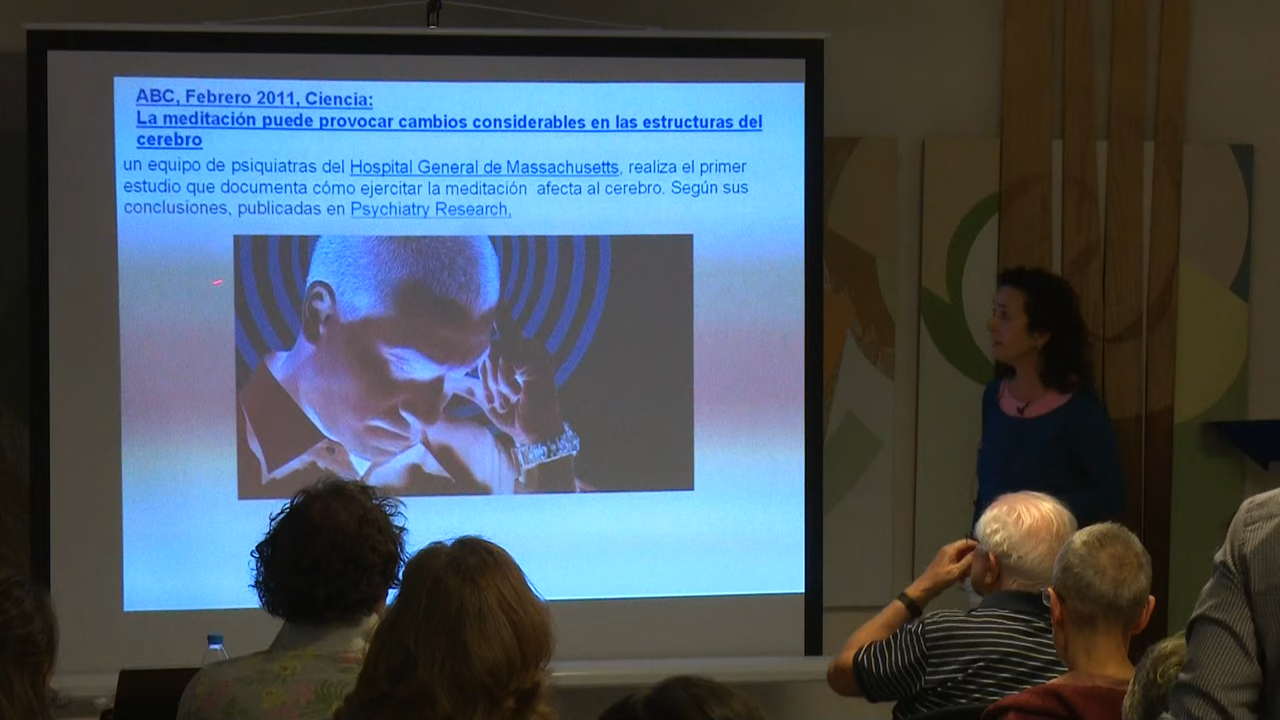 ABC, Febrero 2011, Ciencia:
La meditación puede provocar cambios considerables en las estructuras del
cerebro
un equipo de psiquiatras del Hospital General de Massachusetts, realiza el primer
estudio que documenta cómo ejercitar la meditación afecta al cerebro. Según sus
conclusiones, publicadas en Psychiatry Research,